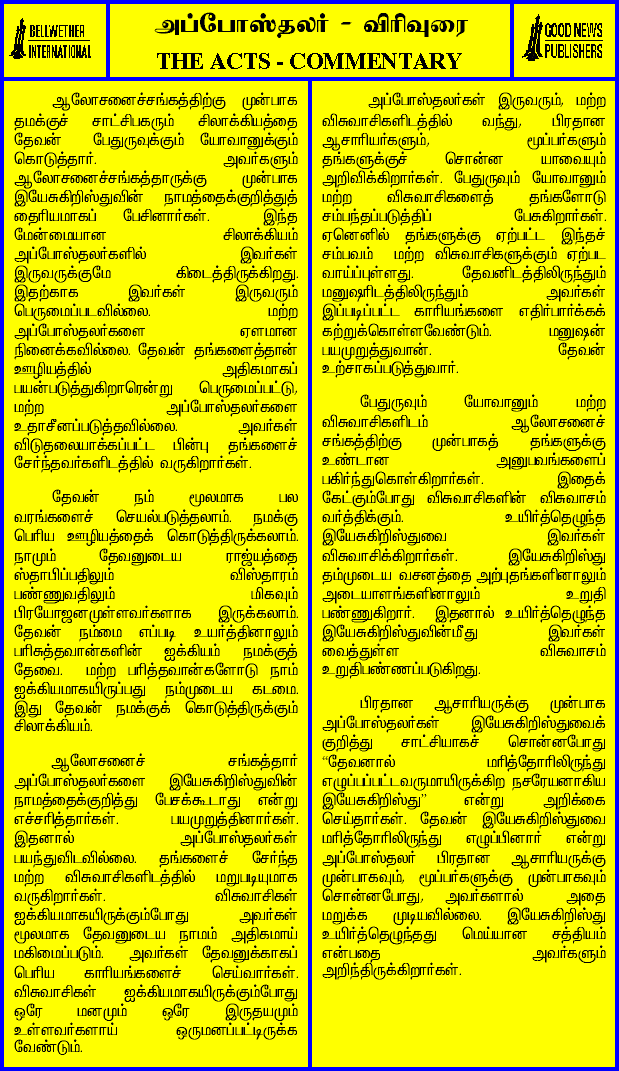 BELLWETHER
INTERNATIONAL
அப்போஸ்தலர் - விரிவுரை
THE ACTS - COMMENTARY
GOOD NEWS
PUBLISHERS
ஆலோசனைச்சங்கத்திற்கு முன்பாக
தமக்குச் சாட்சிபகரும் சிலாக்கியத்தை
தேவன் பேதுருவுக்கும் யோவானுக்கும்
கொடுத்தார். அவர்களும்
ஆலோசனைச்சங்கத்தாருக்கு முன்பாக
இயேசுகிறிஸ்துவின் நாமத்தைக்குறித்துத்
தைரியமாகப் பேசினார்கள். இந்த
மேன்மையான சிலாக்கியம்
அப்போஸ்தலர்களில் இவர்கள்
இருவருக்குமே கிடைத்திருக்கிறது.
இதற்காக இவர்கள் இருவரும்
பெருமைப்படவில்லை. மற்ற
அப்போஸ்தலர்களை ஏளமான
நினைக்கவில்லை. தேவன் தங்களைத்தான்
ஊழியத்தில் அதிகமாகப்
பயன்படுத்துகிறாரென்று பெருமைப்பட்டு,
மற்ற அப்போஸ்தலர்களை
உதாசீனப்படுத்தவில்லை. அவர்கள்
விடுதலையாக்கப்பட்ட பின்பு தங்களைச்
சேர்ந்தவர்களிடத்தில் வருகிறார்கள்.
தேவன் நம் மூலமாக பல
வரங்களைச் செயல்படுத்தலாம். நமக்கு
பெரிய ஊழியத்தைக் கொடுத்திருக்கலாம்.
நாமும் தேவனுடைய ராஜ்யத்தை
ஸ்தாபிப்பதிலும் விஸ்தாரம்
பண்ணுவதிலும் மிகவும்
பிரயோஜனமுள்ளவர்களாக இருக்கலாம்.
தேவன் நம்மை எப்படி உயர்த்தினாலும்
பரிசுத்தவான்களின் ஐக்கியம் நமக்குத்
தேவை. மற்ற பரித்தவான்களோடு நாம்
ஐக்கியமாகயிருப்பது நம்முடைய கடமை.
இது தேவன் நமக்குக் கொடுத்திருக்கும்
சிலாக்கியம்.
ஆலோசனைச் சங்கத்தார்
அப்போஸ்தலர்களை இயேசுகிறிஸ்துவின்
நாமத்தைக்குறித்து பேசக்கூடாது என்று
எச்சரித்தார்கள். பயமுறுத்தினார்கள்.
இதனால் அப்போஸ்தலர்கள்
பயந்துவிடவில்லை. தங்களைச் சேர்ந்த
மற்ற விசுவாசிகளிடத்தில் மறுபடியுமாக
வருகிறார்கள். விசுவாசிகள்
ஐக்கியமாகயிருக்கும்போது அவர்கள்
மூலமாக தேவனுடைய நாமம் அதிகமாய்
மகிமைப்படும். அவர்கள் தேவனுக்காகப்
பெரிய காரியங்களைச் செய்வார்கள்.
விசுவாசிகள் ஐக்கியமாகயிருக்கும்போது
ஒரே மனமும் ஒரே இருதயமும்
உள்ளவர்களாய் ஒருமனப்பட்டிருக்க
வேண்டும்.
அப்போஸ்தலர்கள் இருவரும், மற்ற
விசுவாசிகளிடத்தில் வந்து, பிரதான
ஆசாரியர்களும், மூப்பர்களும்
தங்களுக்குச் சொன்ன யாவையும்
அறிவிக்கிறார்கள். பேதுருவும் யோவானும்
மற்ற விசுவாசிகளைத் தங்களோடு
சம்பந்தப்படுத்திப் பேசுகிறார்கள்.
ஏனெனில் தங்களுக்கு ஏற்பட்ட இந்தச்
சம்பவம் மற்ற விசுவாசிகளுக்கும் ஏற்பட
வாய்ப்புள்ளது. தேவனிடத்திலிருந்தும்
மனுஷரிடத்திலிருந்தும் அவர்கள்
இப்படிப்பட்ட காரியங்களை எதிர்பார்க்கக்
கற்றுக்கொள்ளவேண்டும். மனுஷன்
பயமுறுத்துவான். தேவன்
உற்சாகப்படுத்துவார்.
பேதுருவும் யோவானும் மற்ற
விசுவாசிகளிடம் ஆலோசனைச்
சங்கத்திற்கு முன்பாகத் தங்களுக்கு
உண்டான அனுபவங்களைப்
பகிர்ந்துகொள்கிறார்கள். இதைக்
கேட்கும்போது விசுவாசிகளின் விசுவாசம்
வர்த்திக்கும். உயிர்த்தெழுந்த
இயேசுகிறிஸ்துவை இவர்கள்
விசுவாசிக்கிறார்கள். இயேசுகிறிஸ்து
தம்முடைய வசனத்தை அற்புதங்களினாலும்
அடையாளங்களினாலும் உறுதி
பண்ணுகிறார். இதனால் உயிர்த்தெழுந்த
இயேசுகிறிஸ்துவின்மீது இவர்கள்
வைத்துள்ள விசுவாசம்
உறுதிபண்ணப்படுகிறது.
பிரதான ஆசாரியருக்கு முன்பாக
அப்போஸ்தலர்கள் இயேசுகிறிஸ்துவைக்
குறித்து சாட்சியாகச் சொன்னபோது
“தேவனால் மரித்தோரிலிருந்து
எழுப்பப்பட்டவருமாயிருக்கிற நசரேயனாகிய
இயேசுகிறிஸ்து” என்று அறிக்கை
செய்தார்கள். தேவன் இயேசுகிறிஸ்துவை
மரித்தோரிலிருந்து எழுப்பினார் என்று
அப்போஸ்தலர் பிரதான ஆசாரியருக்கு
முன்பாகவும், மூப்பர்களுக்கு முன்பாகவும்
சொன்னபோது, அவர்களால் அதை
மறுக்க முடியவில்லை. இயேசுகிறிஸ்து
உயிர்த்தெழுந்தது மெய்யான சத்தியம்
என்பதை அவர்களும்
அறிந்திருக்கிறார்கள்.